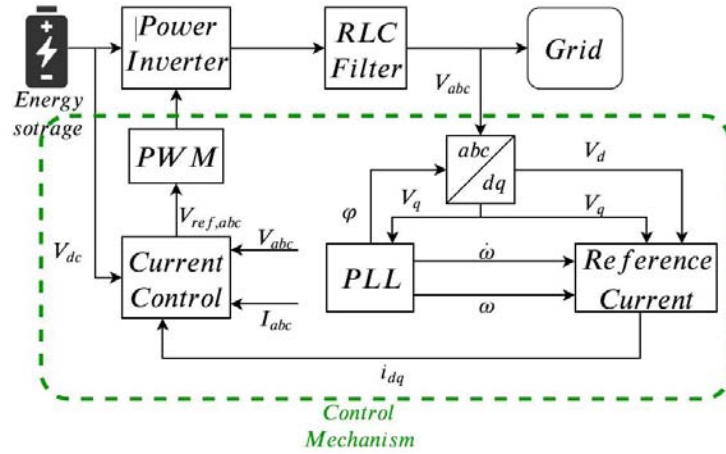 |Power
Inverter
RLC
Filter
Grid
Energy
sotrage
V_abc
PWM
abc
dq
V_d
V_q
V_q
φ
V_ref,abc
V_dc
V_abc
Current
Control
I_abc
PLL
ω̇
ω
Reference
Current
i_dq
Control
Mechanism